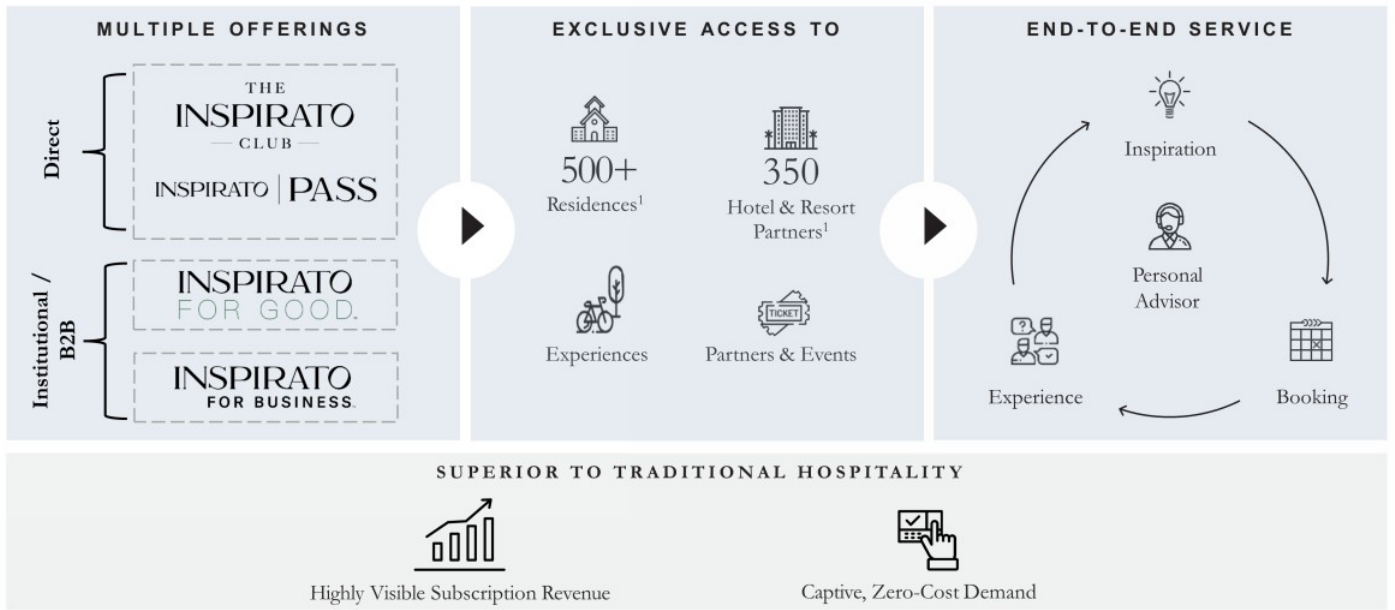 MULTIPLE OFFERINGS
Direct
THE
INSPIRATO
CLUB
INSPIRATO | PASS
Institutional /
B2B
INSPIRATO
FOR GOOD™
INSPIRATO
FOR BUSINESS™
EXCLUSIVE ACCESS TO
500+
Residences¹
350
Hotel & Resort
Partners¹
Experiences
TICKET
Partners & Events
END-TO-END SERVICE
Inspiration
Personal
Advisor
?
Experience
Booking
SUPERIOR TO TRADITIONAL HOSPITALITY
Highly Visible Subscription Revenue
Captive, Zero-Cost Demand